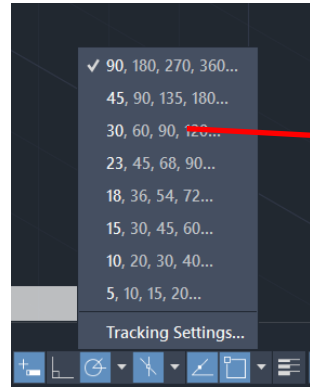 90, 180, 270, 360...
45, 90, 135, 180...
30, 60, 90, 120...
23, 45, 68, 90...
18, 36, 54, 72...
15, 30, 45, 60...
10, 20, 30, 40...
5, 10, 15, 20...
Tracking Settings...